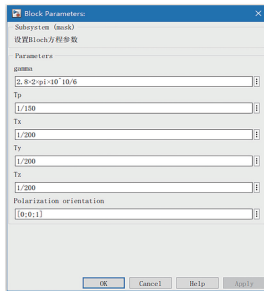 Block Parameters:
Subsystem (mask)
设置Bloch方程参数
Parameters
gamma
2.8*2*pi*10^10/6
Tp
1/150
Tx
1/200
Ty
1/200
Tz
1/200
Polarization orientation
[0;0;1]
OK Cancel Help Apply